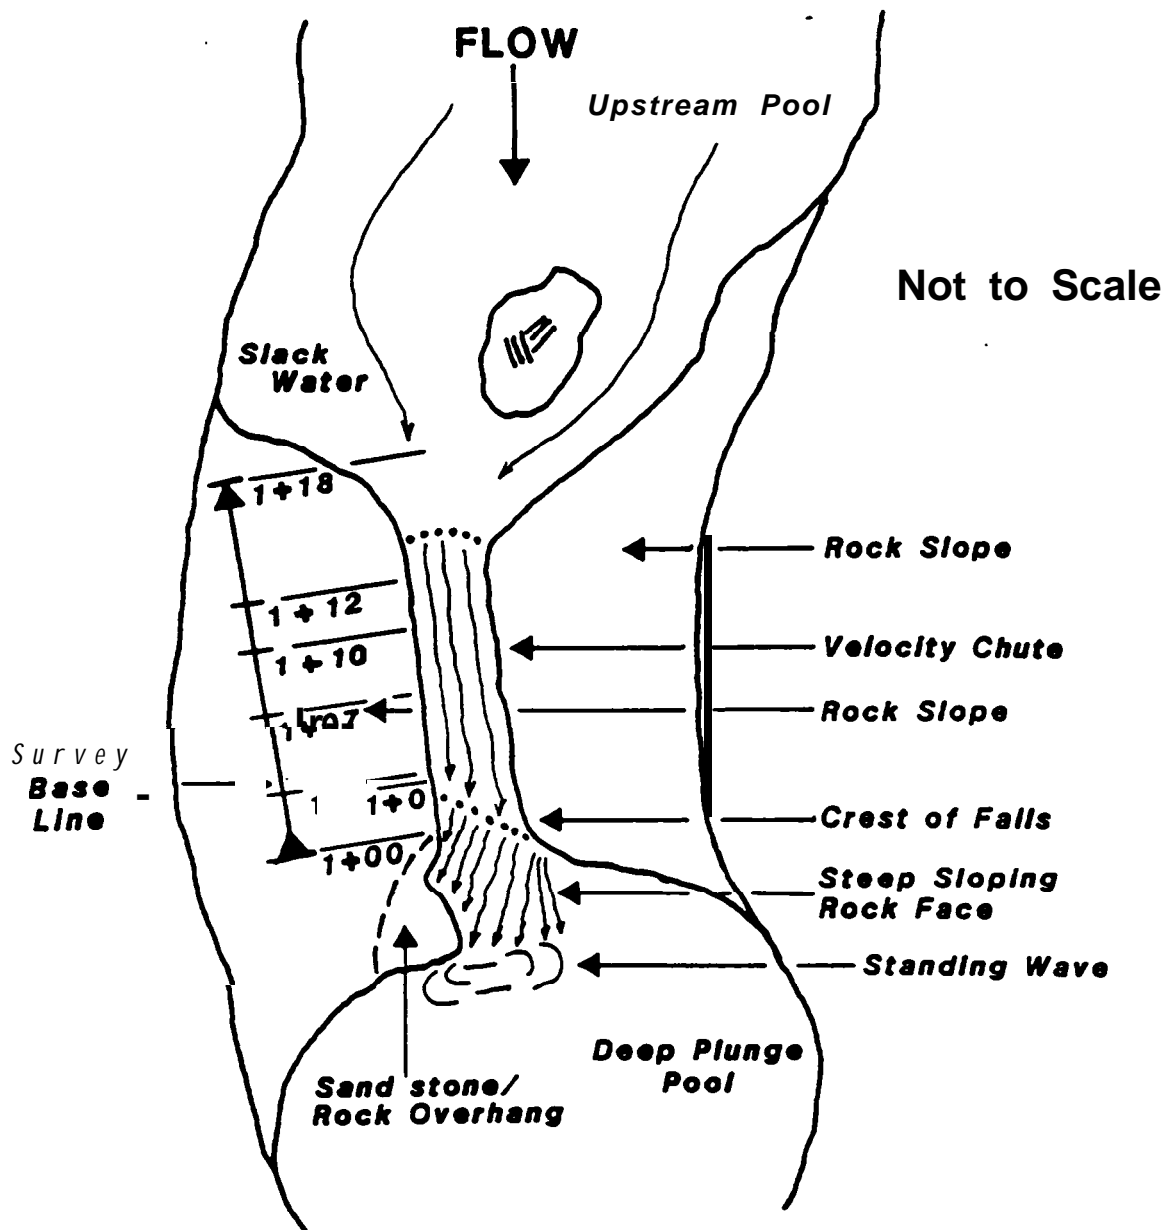 FLOW
Upstream Pool
Not to Scale
Slack
Water
1+18
Rock Slope
1+12
Velocity Chute
1+10
Rock Slope
Survey
Base
Line
1 1+0
Crest of Falls
1+00
Steep Sloping
Rock Face
Standing Wave
Deep Plunge
Pool
Sand stone/
Rock Overhang